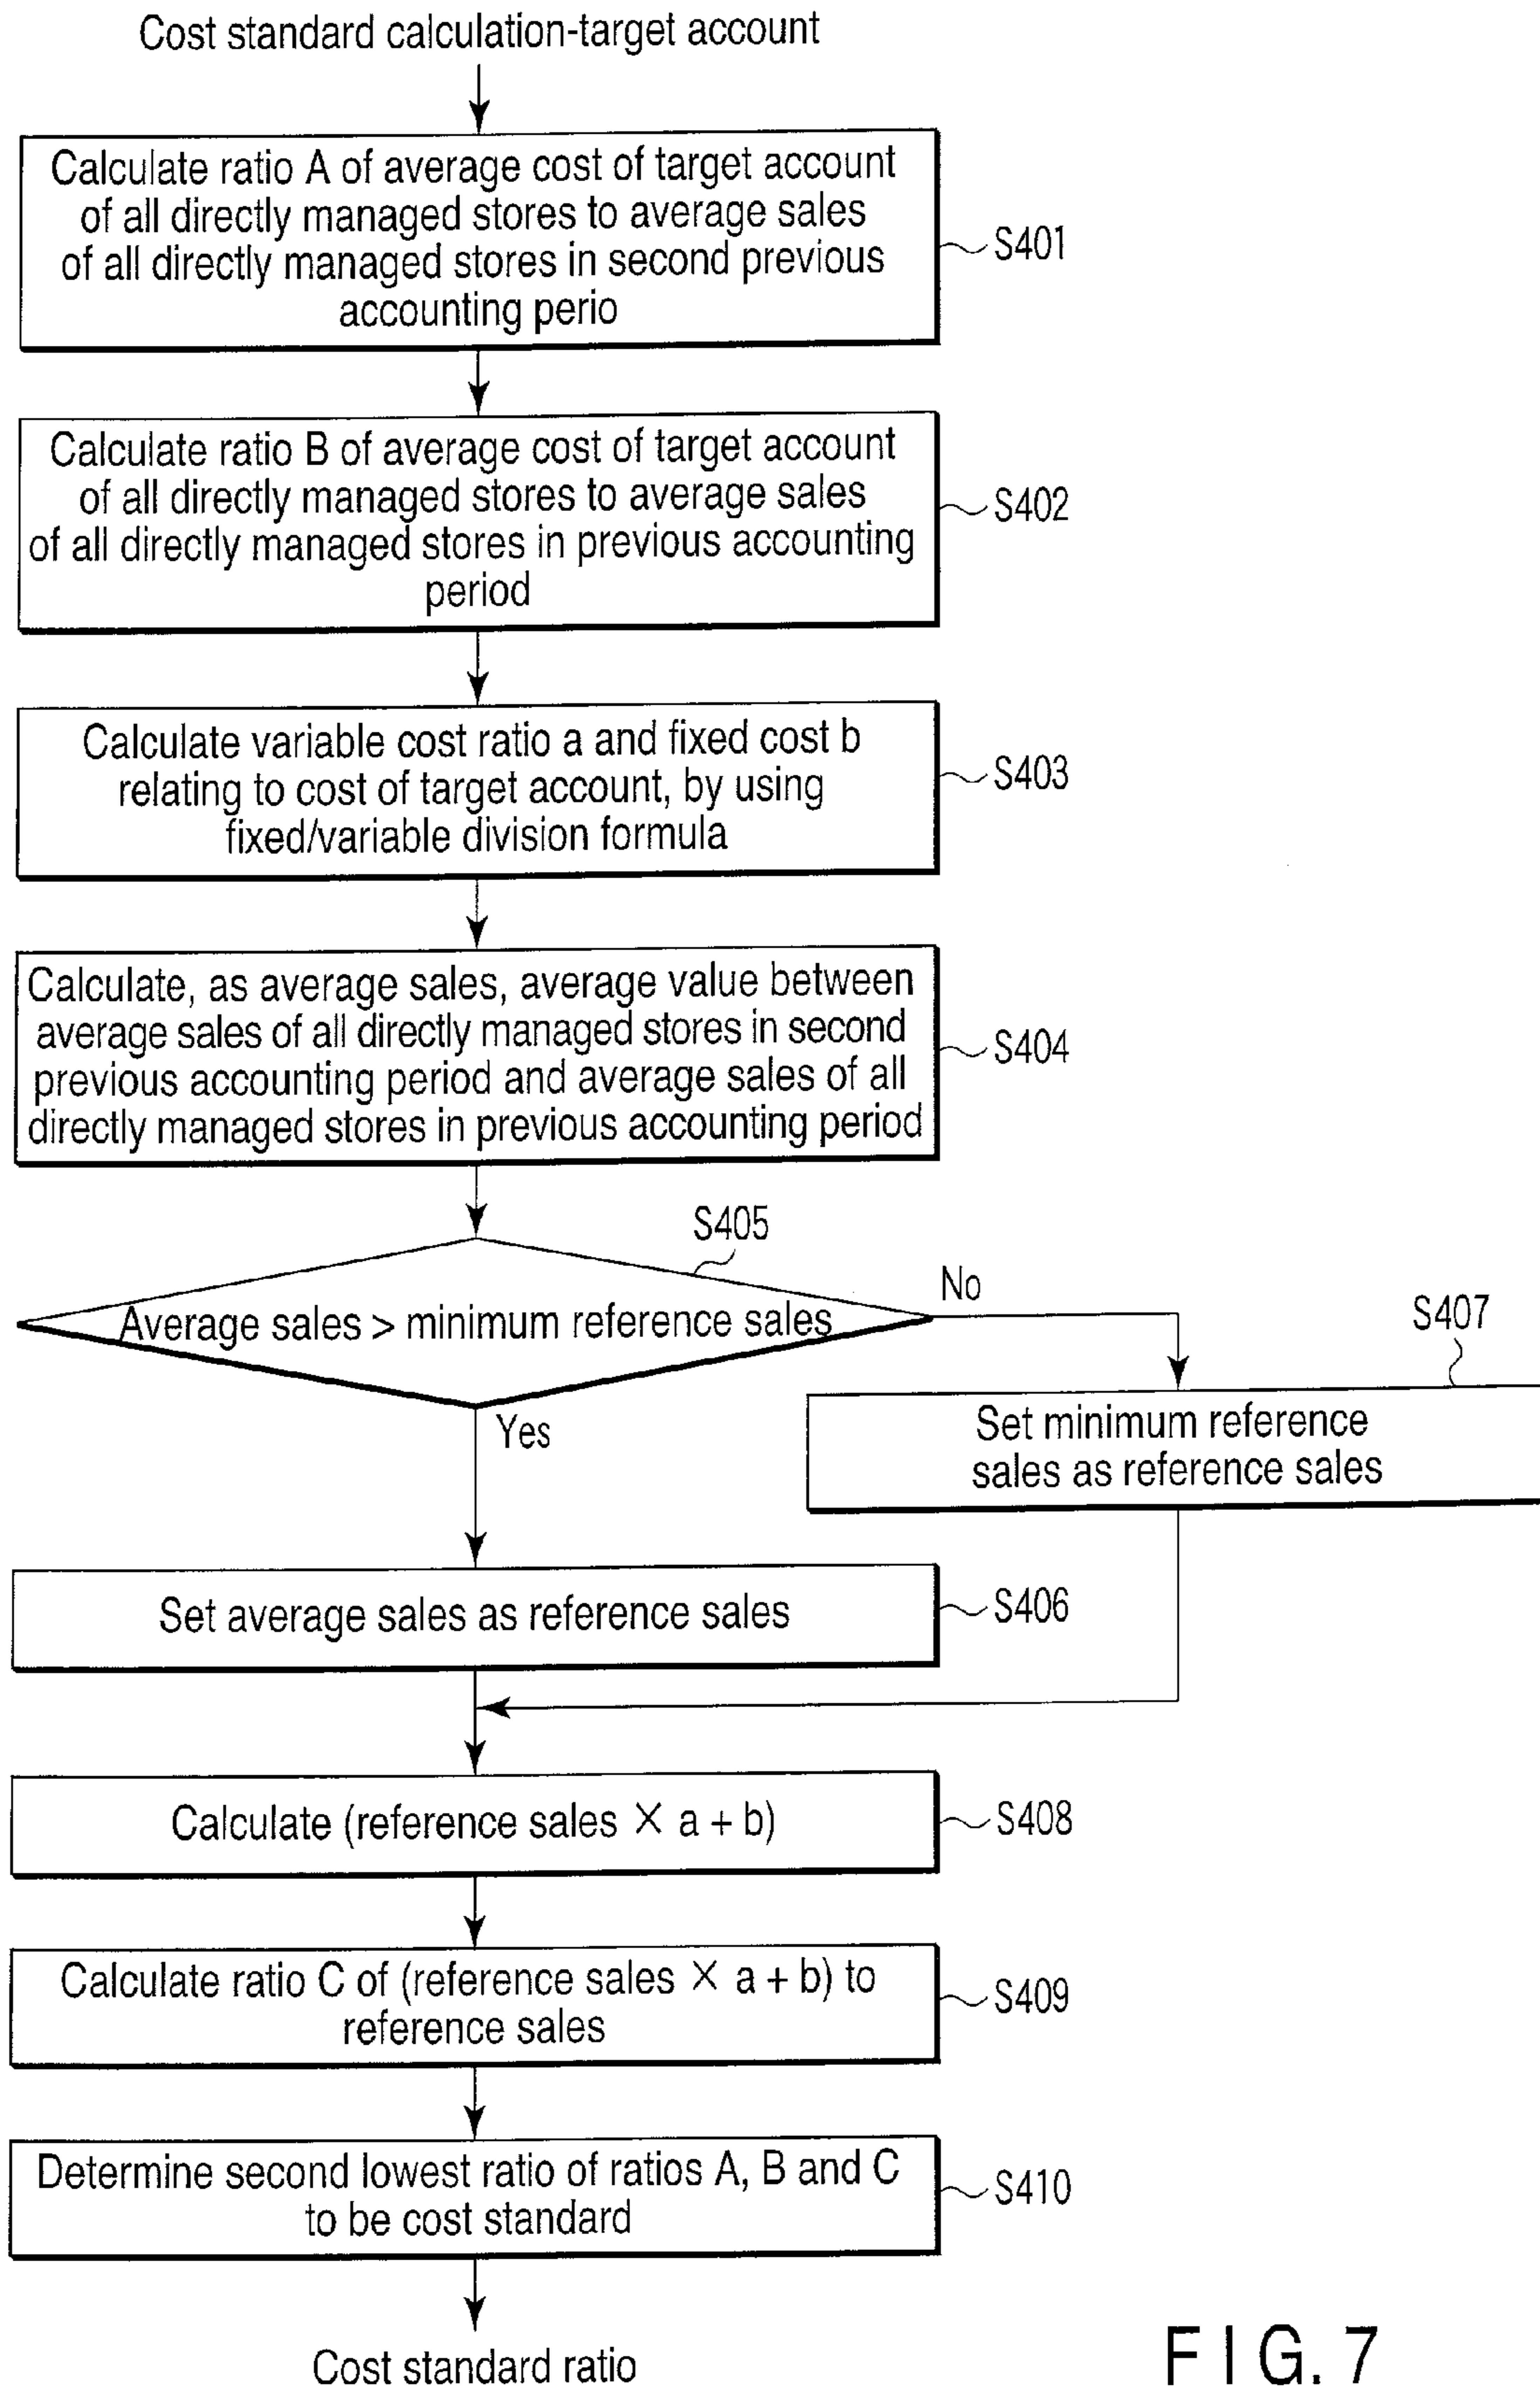 Cost standard calculation-target account
Calculate ratio A of average cost of target account
of all directly managed stores to average sales
of all directly managed stores in second previous
accounting perio
S401
Calculate ratio B of average cost of target account
of all directly managed stores to average sales
of all directly managed stores in previous accounting
period
S402
Calculate variable cost ratio a and fixed cost b
relating to cost of target account, by using
fixed/variable division formula
S403
Calculate, as average sales, average value between
average sales of all directly managed stores in second
previous accounting period and average sales of all
directly managed stores in previous accounting period
S404
S405
Average sales > minimum reference sales
No
Yes
S407
Set minimum reference
sales as reference sales
Set average sales as reference sales
S406
Calculate (reference sales × a + b)
S408
Calculate ratio C of (reference sales × a + b) to
reference sales
S409
Determine second lowest ratio of ratios A, B and C
to be cost standard
S410
Cost standard ratio
FIG. 7